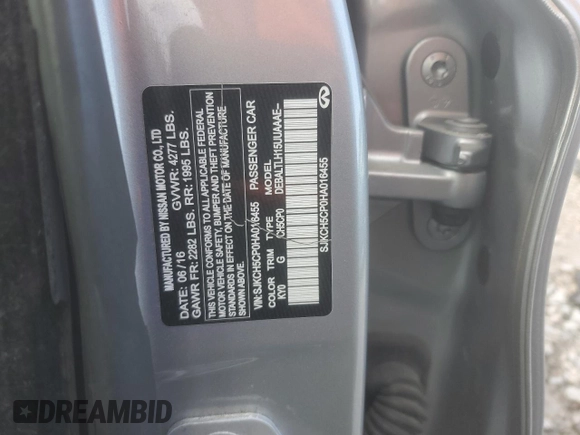 MANUFACTURED BY NISSAN MOTOR CO., LTD
DATE: 06/16 GVWR: 4277 LBS.
GAWR FR: 2282 LBS. RR: 1995 LBS.
THIS VEHICLE CONFORMS TO ALL APPLICABLE FEDERAL
MOTOR VEHICLE SAFETY, BUMPER AND THEFT PREVENTION
STANDARDS IN EFFECT ON THE DATE OF MANUFACTURE
SHOWN ABOVE.
VIN: SJKCH5CP0HA016455 PASSENGER CAR
COLOR TRIM TYPE MODEL
KY0 G CH5CP0 DEBALTLH15UUAAAE--
SJKCH5CP0HA016455
DREAMBID